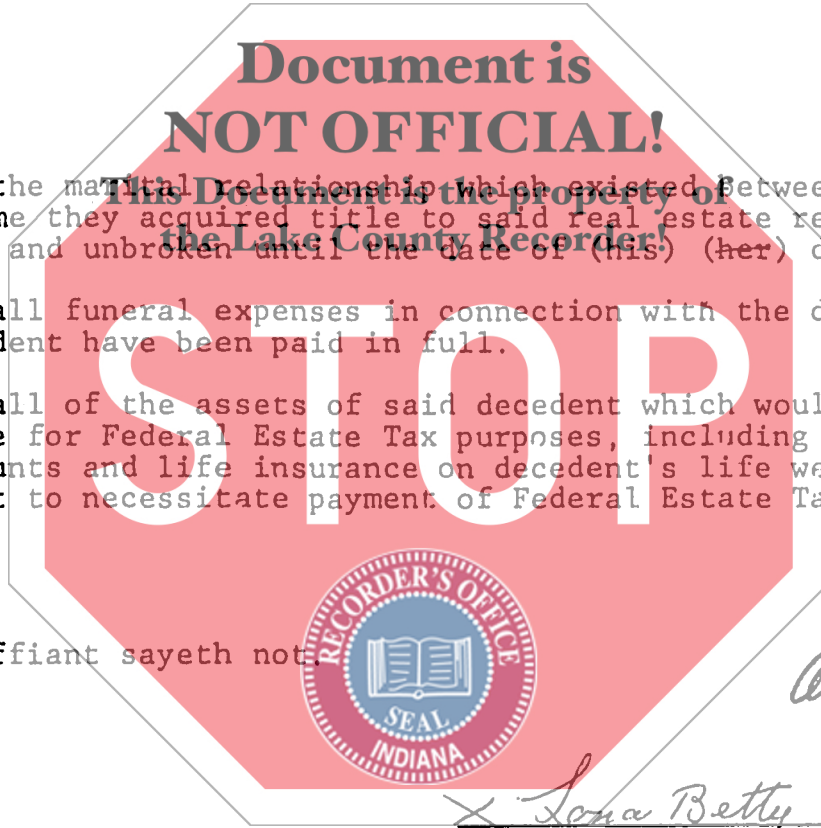 Document is
NOT OFFICIAL!
This Document is the property of
the Lake County Recorder!
the marital relationship which existed betwee
me they acquired title to said real estate re
and unbroken until the date of (his) (her) d
all funeral expenses in connection with the d
dent have been paid in full.
all of the assets of said decedent which woul
e for Federal Estate Tax purposes, including
unts and life insurance on decedent's life we
t to necessitate payment of Federal Estate Ta
STOP
ffiant sayeth not.
RECORDER'S OFFICE
SEAL
INDIANA
X Lona Betty